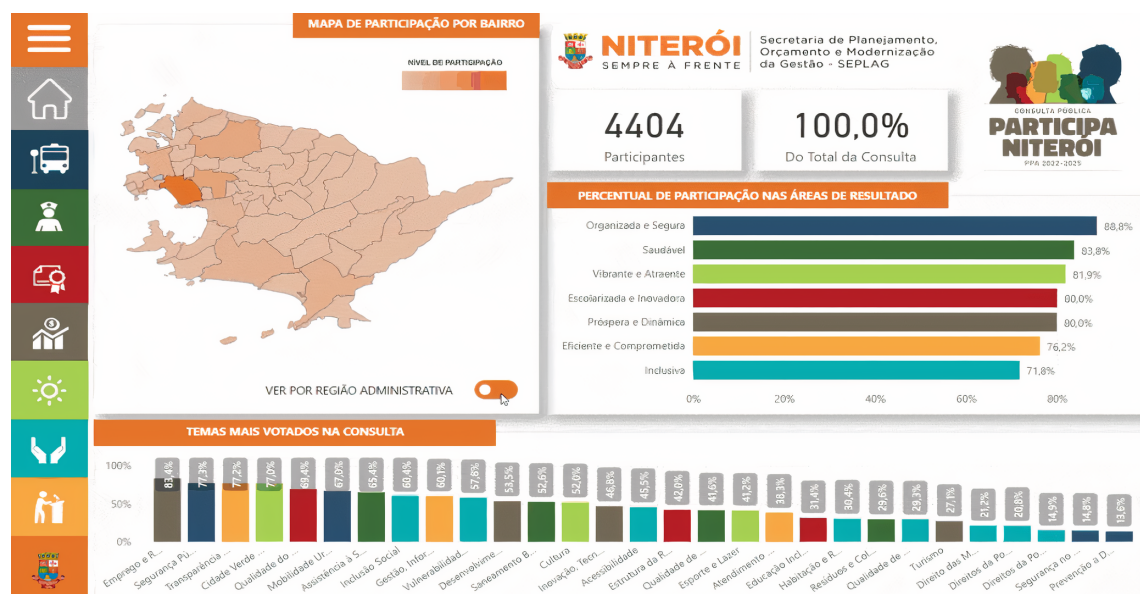 MAPA DE PARTICIPAÇÃO POR BAIRRO
NÍVEL DE PARTICIPAÇÃO
VER POR REGIÃO ADMINISTRATIVA
NITERÓI
SEMPRE À FRENTE
Secretaria de Planejamento,
Orçamento e Modernização
da Gestão - SEPLAG
4404
Participantes
100,0%
Do Total da Consulta
CONSULTA PÚBLICA
PARTICIPA
NITERÓI
PPA 2022-2025
PERCENTUAL DE PARTICIPAÇÃO NAS ÁREAS DE RESULTADO
Organizada e Segura 88,8%
Saudável 83,8%
Vibrante e Atraente 81,9%
Escolarizada e Inovadora 80,0%
Próspera e Dinâmica 80,0%
Eficiente e Comprometida 76,2%
Inclusiva 71,8%
0% 20% 40% 60% 80%
TEMAS MAIS VOTADOS NA CONSULTA
100%
50%
0%
83,4% 77,3% 77,2% 77,0% 69,4% 67,0% 65,4% 60,4% 60,1% 57,6% 53,5% 52,6% 52,0% 46,8% 45,5% 42,0% 41,6% 41,2% 38,3% 31,4% 30,4% 29,6% 29,3% 27,1% 21,2% 20,8% 14,9% 14,8% 13,6%
Emprego e R...
Segurança Pú...
Transparência ...
Cidade Verde ...
Qualidade do ...
Mobilidade Ur...
Assistência à S...
Inclusão Social
Gestão, Infor...
Vulnerabilidad...
Desenvolvime...
Saneamento B...
Cultura
Inovação, Tecn...
Acessibilidade
Estrutura da R...
Qualidade de ...
Esporte e Lazer
Atendimento ...
Educação Incl...
Habitação e R...
Resíduos e Col...
Qualidade de ...
Turismo
Direito das M...
Direitos da Po...
Direitos da Po...
Segurança no ...
Prevenção a D...